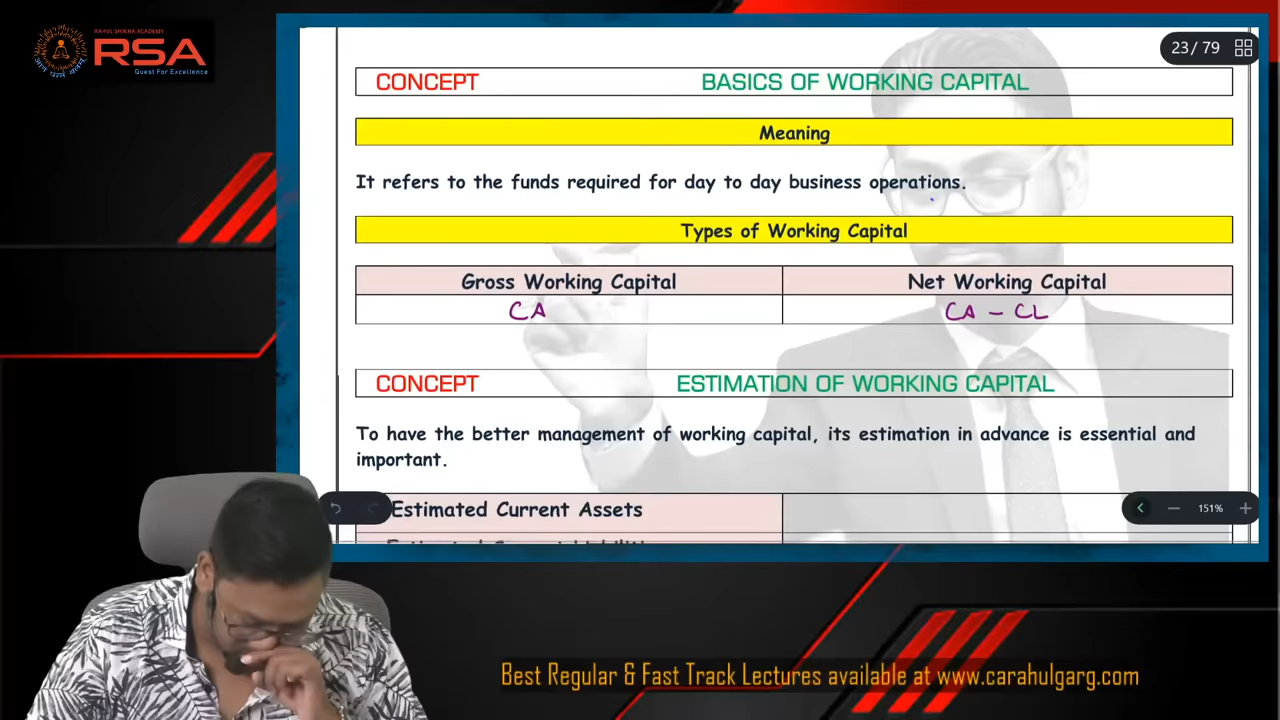 RAHUL SHIKHA ACADEMY
RSA
Quest For Excellence
23 / 79
CONCEPT BASICS OF WORKING CAPITAL
Meaning
It refers to the funds required for day to day business operations.
Types of Working Capital
Gross Working Capital Net Working Capital
CA CA – CL
CONCEPT ESTIMATION OF WORKING CAPITAL
To have the better management of working capital, its estimation in advance is essential and
important.
Estimated Current Assets
151%
Best Regular & Fast Track Lectures available at www.carahulgarg.com